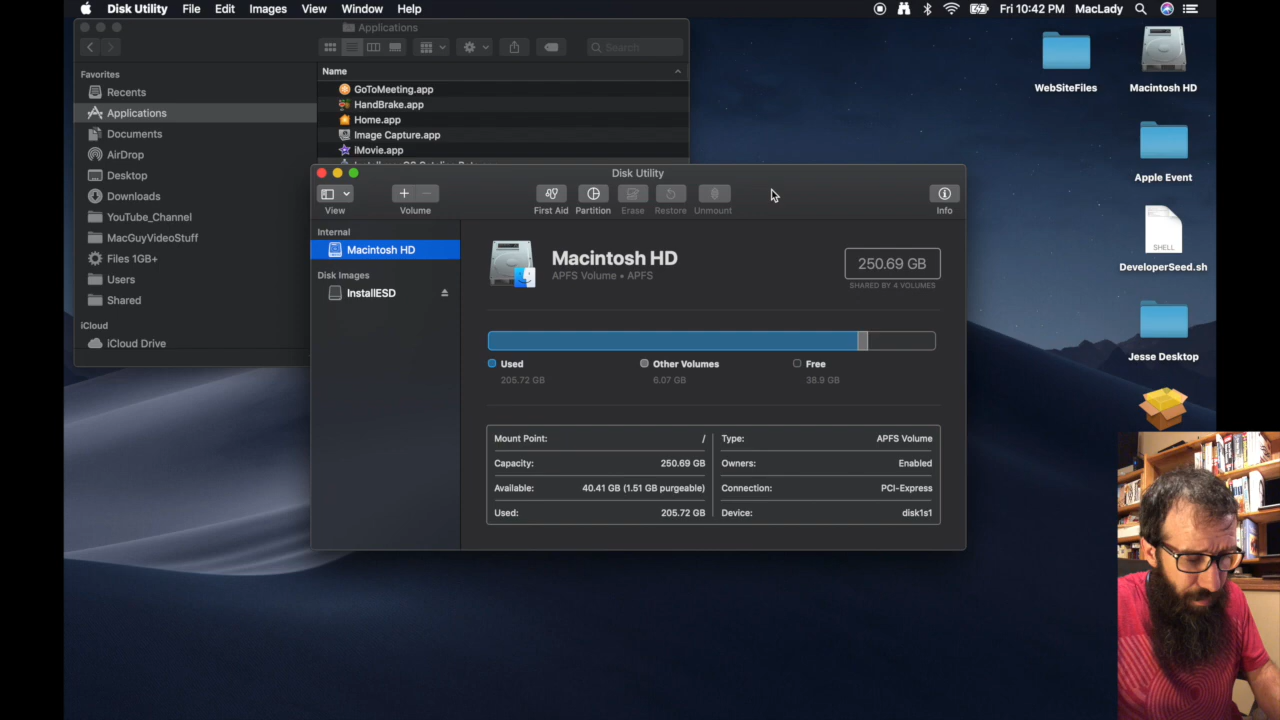 Disk Utility File Edit Images View Window Help Fri 10:42 PM MacLady
Applications
Search
Favorites
Recents
Applications
Documents
AirDrop
Desktop
Downloads
YouTube_Channel
MacGuyVideoStuff
Files 1GB+
Users
Shared
iCloud
iCloud Drive
Name
GoToMeeting.app
HandBrake.app
Home.app
Image Capture.app
iMovie.app
Disk Utility
View Volume First Aid Partition Erase Restore Unmount Info
Internal
Macintosh HD
Disk Images
InstallESD
Macintosh HD
APFS Volume • APFS
250.69 GB
SHARED BY 4 VOLUMES
Used Other Volumes Free
205.72 GB 6.07 GB 38.9 GB
Mount Point: / Type: APFS Volume
Capacity: 250.69 GB Owners: Enabled
Available: 40.41 GB (1.51 GB purgeable) Connection: PCI-Express
Used: 205.72 GB Device: disk1s1
WebSiteFiles
Macintosh HD
Apple Event
SHELL
DeveloperSeed.sh
Jesse Desktop